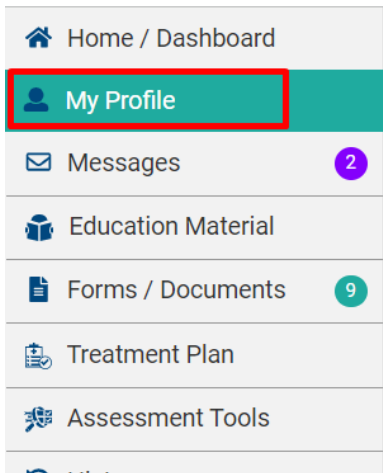 Home / Dashboard
My Profile
Messages 2
Education Material
Forms / Documents 9
Treatment Plan
Assessment Tools